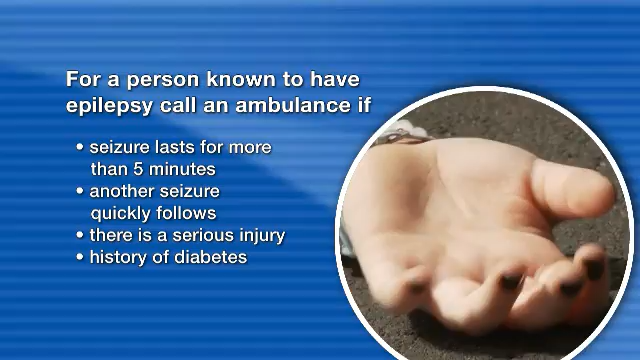 For a person known to have
epilepsy call an ambulance if
• seizure lasts for more
than 5 minutes
• another seizure
quickly follows
• there is a serious injury
• history of diabetes